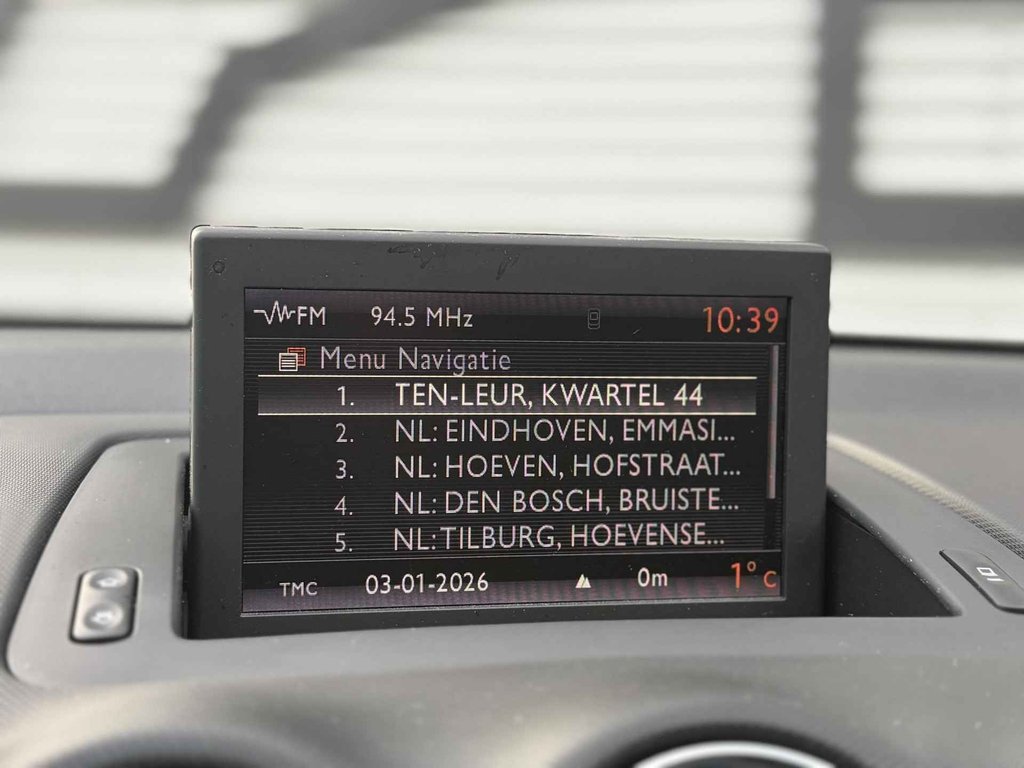 FM 94.5 MHz 10:39
Menu Navigatie
1. TEN-LEUR, KWARTEL 44
2. NL: EINDHOVEN, EMMASI...
3. NL: HOEVEN, HOFSTRAAT...
4. NL: DEN BOSCH, BRUISTE...
5. NL: TILBURG, HOEVENSE...
TMC 03-01-2026 0m 1° C